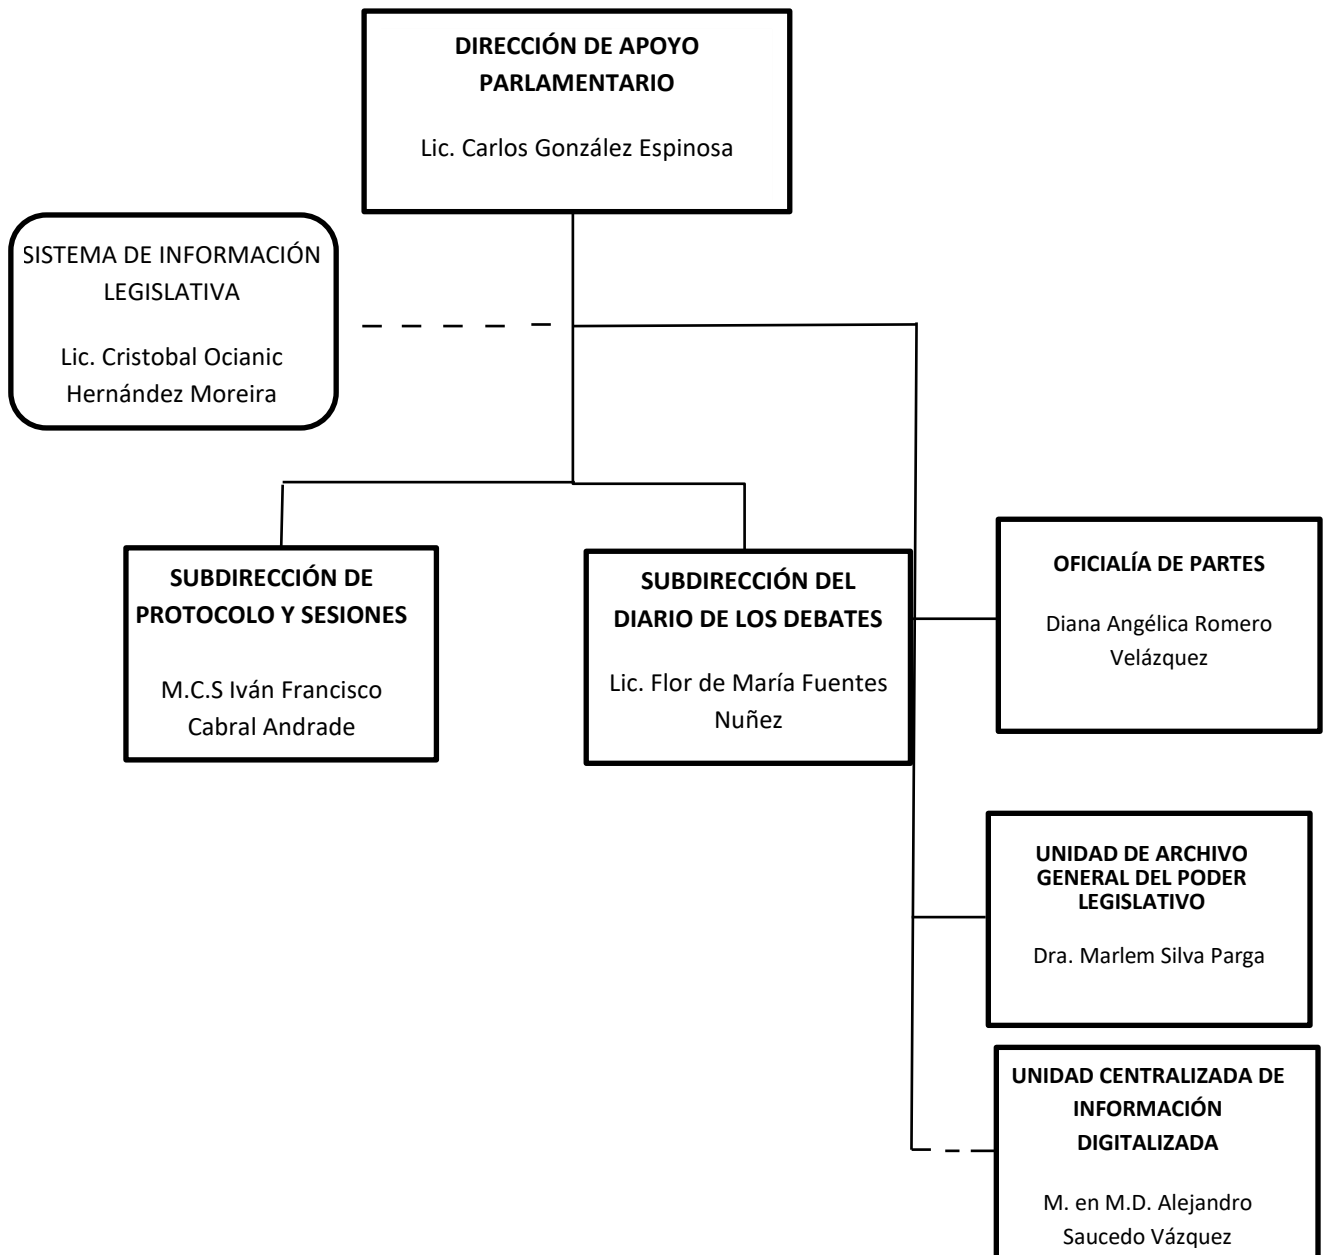 DIRECCIÓN DE APOYO
PARLAMENTARIO
Lic. Carlos González Espinosa
SISTEMA DE INFORMACIÓN
LEGISLATIVA
Lic. Cristobal Ocianic
Hernández Moreira
SUBDIRECCIÓN DE
PROTOCOLO Y SESIONES
M.C.S Iván Francisco
Cabral Andrade
SUBDIRECCIÓN DEL
DIARIO DE LOS DEBATES
Lic. Flor de María Fuentes
Nuñez
OFICIALÍA DE PARTES
Diana Angélica Romero
Velázquez
UNIDAD DE ARCHIVO
GENERAL DEL PODER
LEGISLATIVO
Dra. Marlem Silva Parga
UNIDAD CENTRALIZADA DE
INFORMACIÓN
DIGITALIZADA
M. en M.D. Alejandro
Saucedo Vázquez